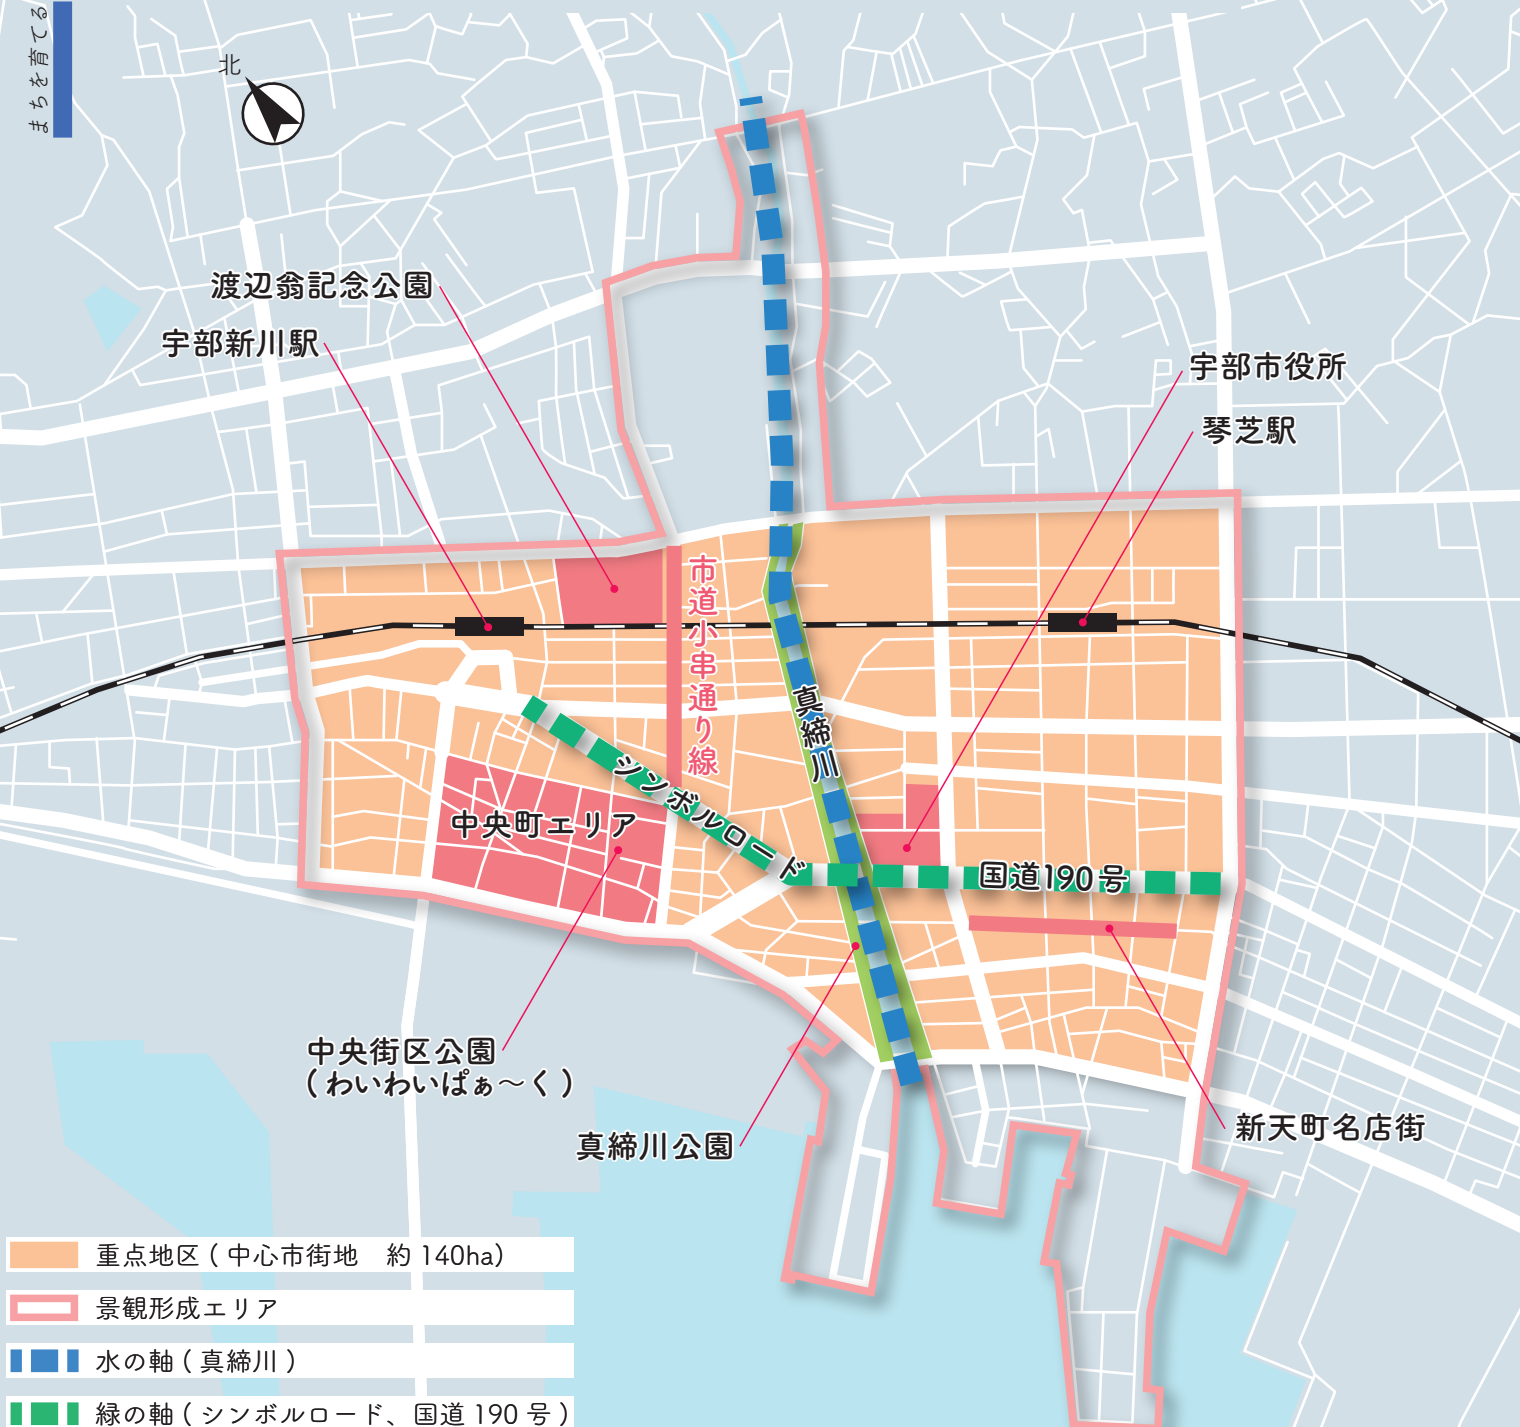 まちを育てる
北
渡辺翁記念公園
宇部新川駅
宇部市役所
琴芝駅
市道小串通り線
真締川
シンボルロード
中央町エリア
国道190号
中央街区公園
(わいわいぱぁ～く)
真締川公園
新天町名店街
重点地区(中心市街地　約140ha)
景観形成エリア
水の軸(真締川)
緑の軸(シンボルロード、国道190号)